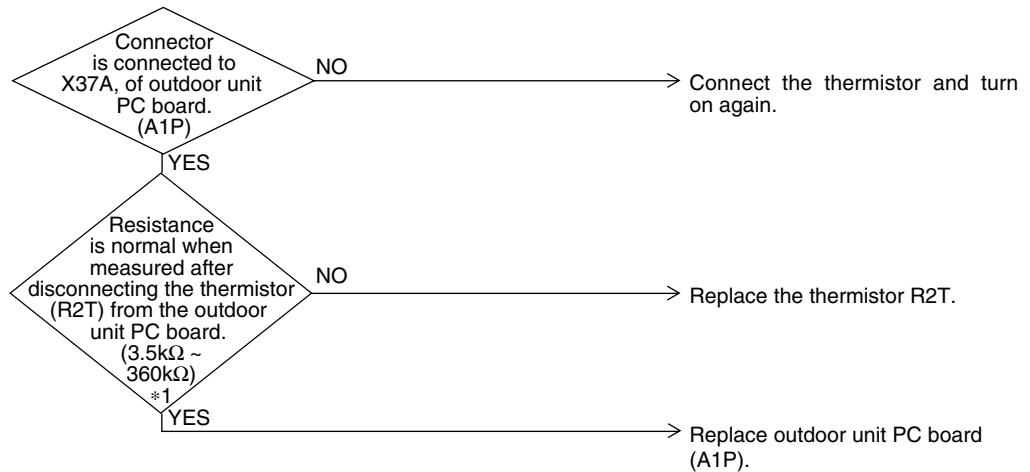 Connector
is connected to
X37A, of outdoor unit
PC board.
(A1P)
NO
Connect the thermistor and turn
on again.
YES
Resistance
is normal when
measured after
disconnecting the thermistor
(R2T) from the outdoor
unit PC board.
(3.5kΩ ~
360kΩ)
*1
NO
Replace the thermistor R2T.
YES
Replace outdoor unit PC board
(A1P).